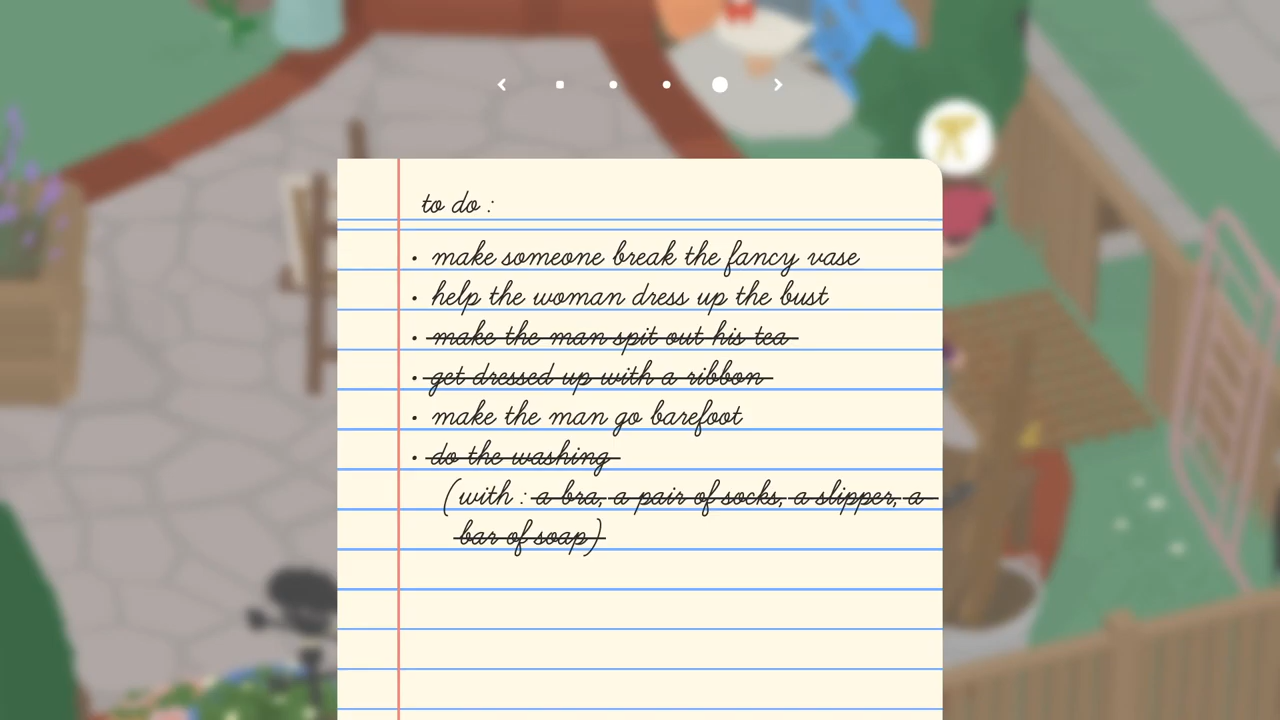 to do :
• make someone break the fancy vase
• help the woman dress up the bust
• make the man spit out his tea
• get dressed up with a ribbon
• make the man go barefoot
• do the washing
(with : a bra, a pair of socks, a slipper, a
bar of soap)